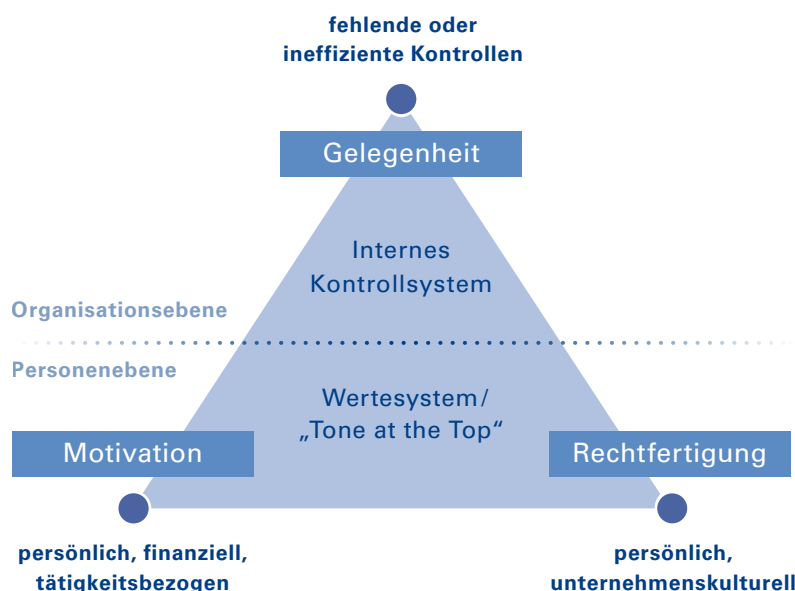 fehlende oder
ineffiziente Kontrollen
Gelegenheit
Internes
Kontrollsystem
Organisationsebene
Personenebene
Wertesystem/
„Tone at the Top“
Motivation
Rechtfertigung
persönlich, finanziell,
tätigkeitsbezogen
persönlich,
unternehmenskulturell